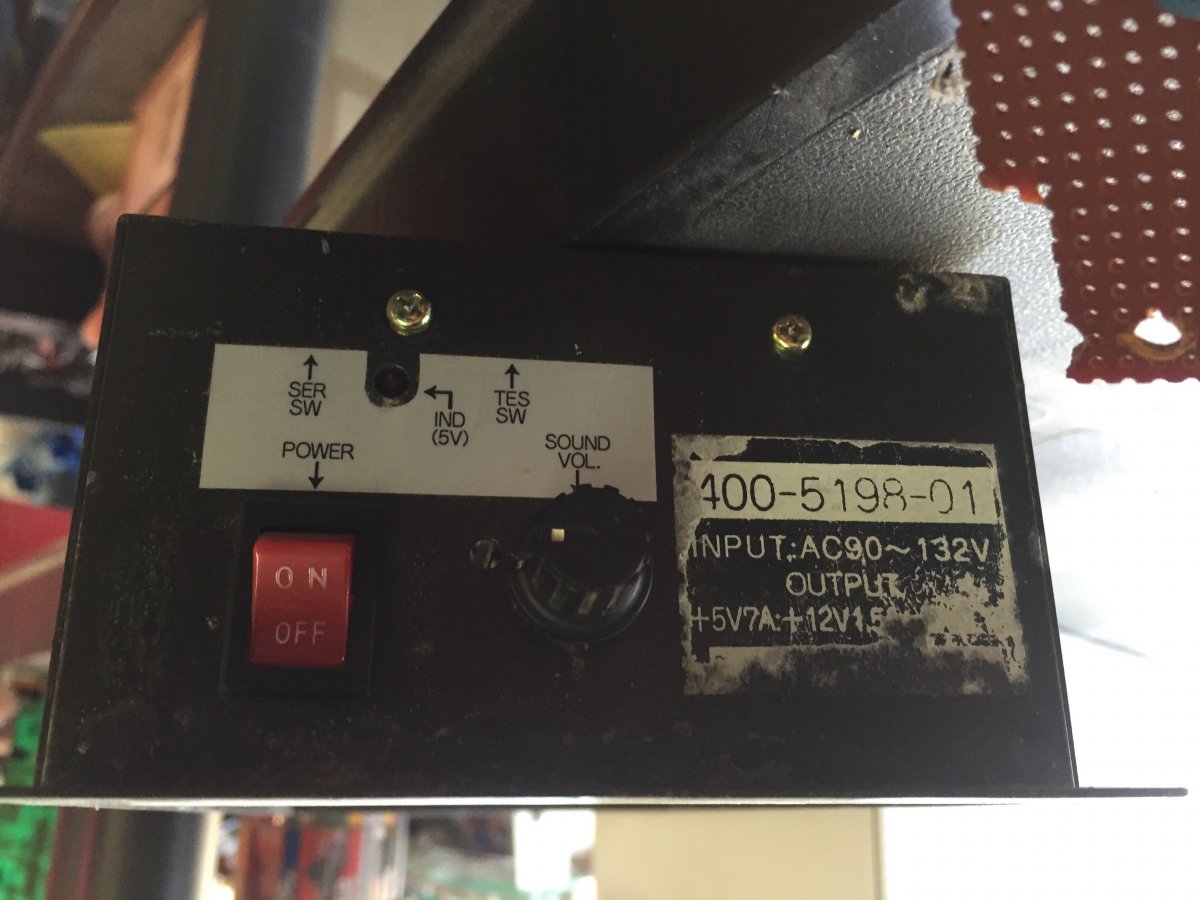 SER
SW
IND
(5V)
TES
SW
POWER
SOUND
VOL.
ON
OFF
400-5198-01
INPUT:AC90~132V
OUTPUT
+5V7A:+12V1.5